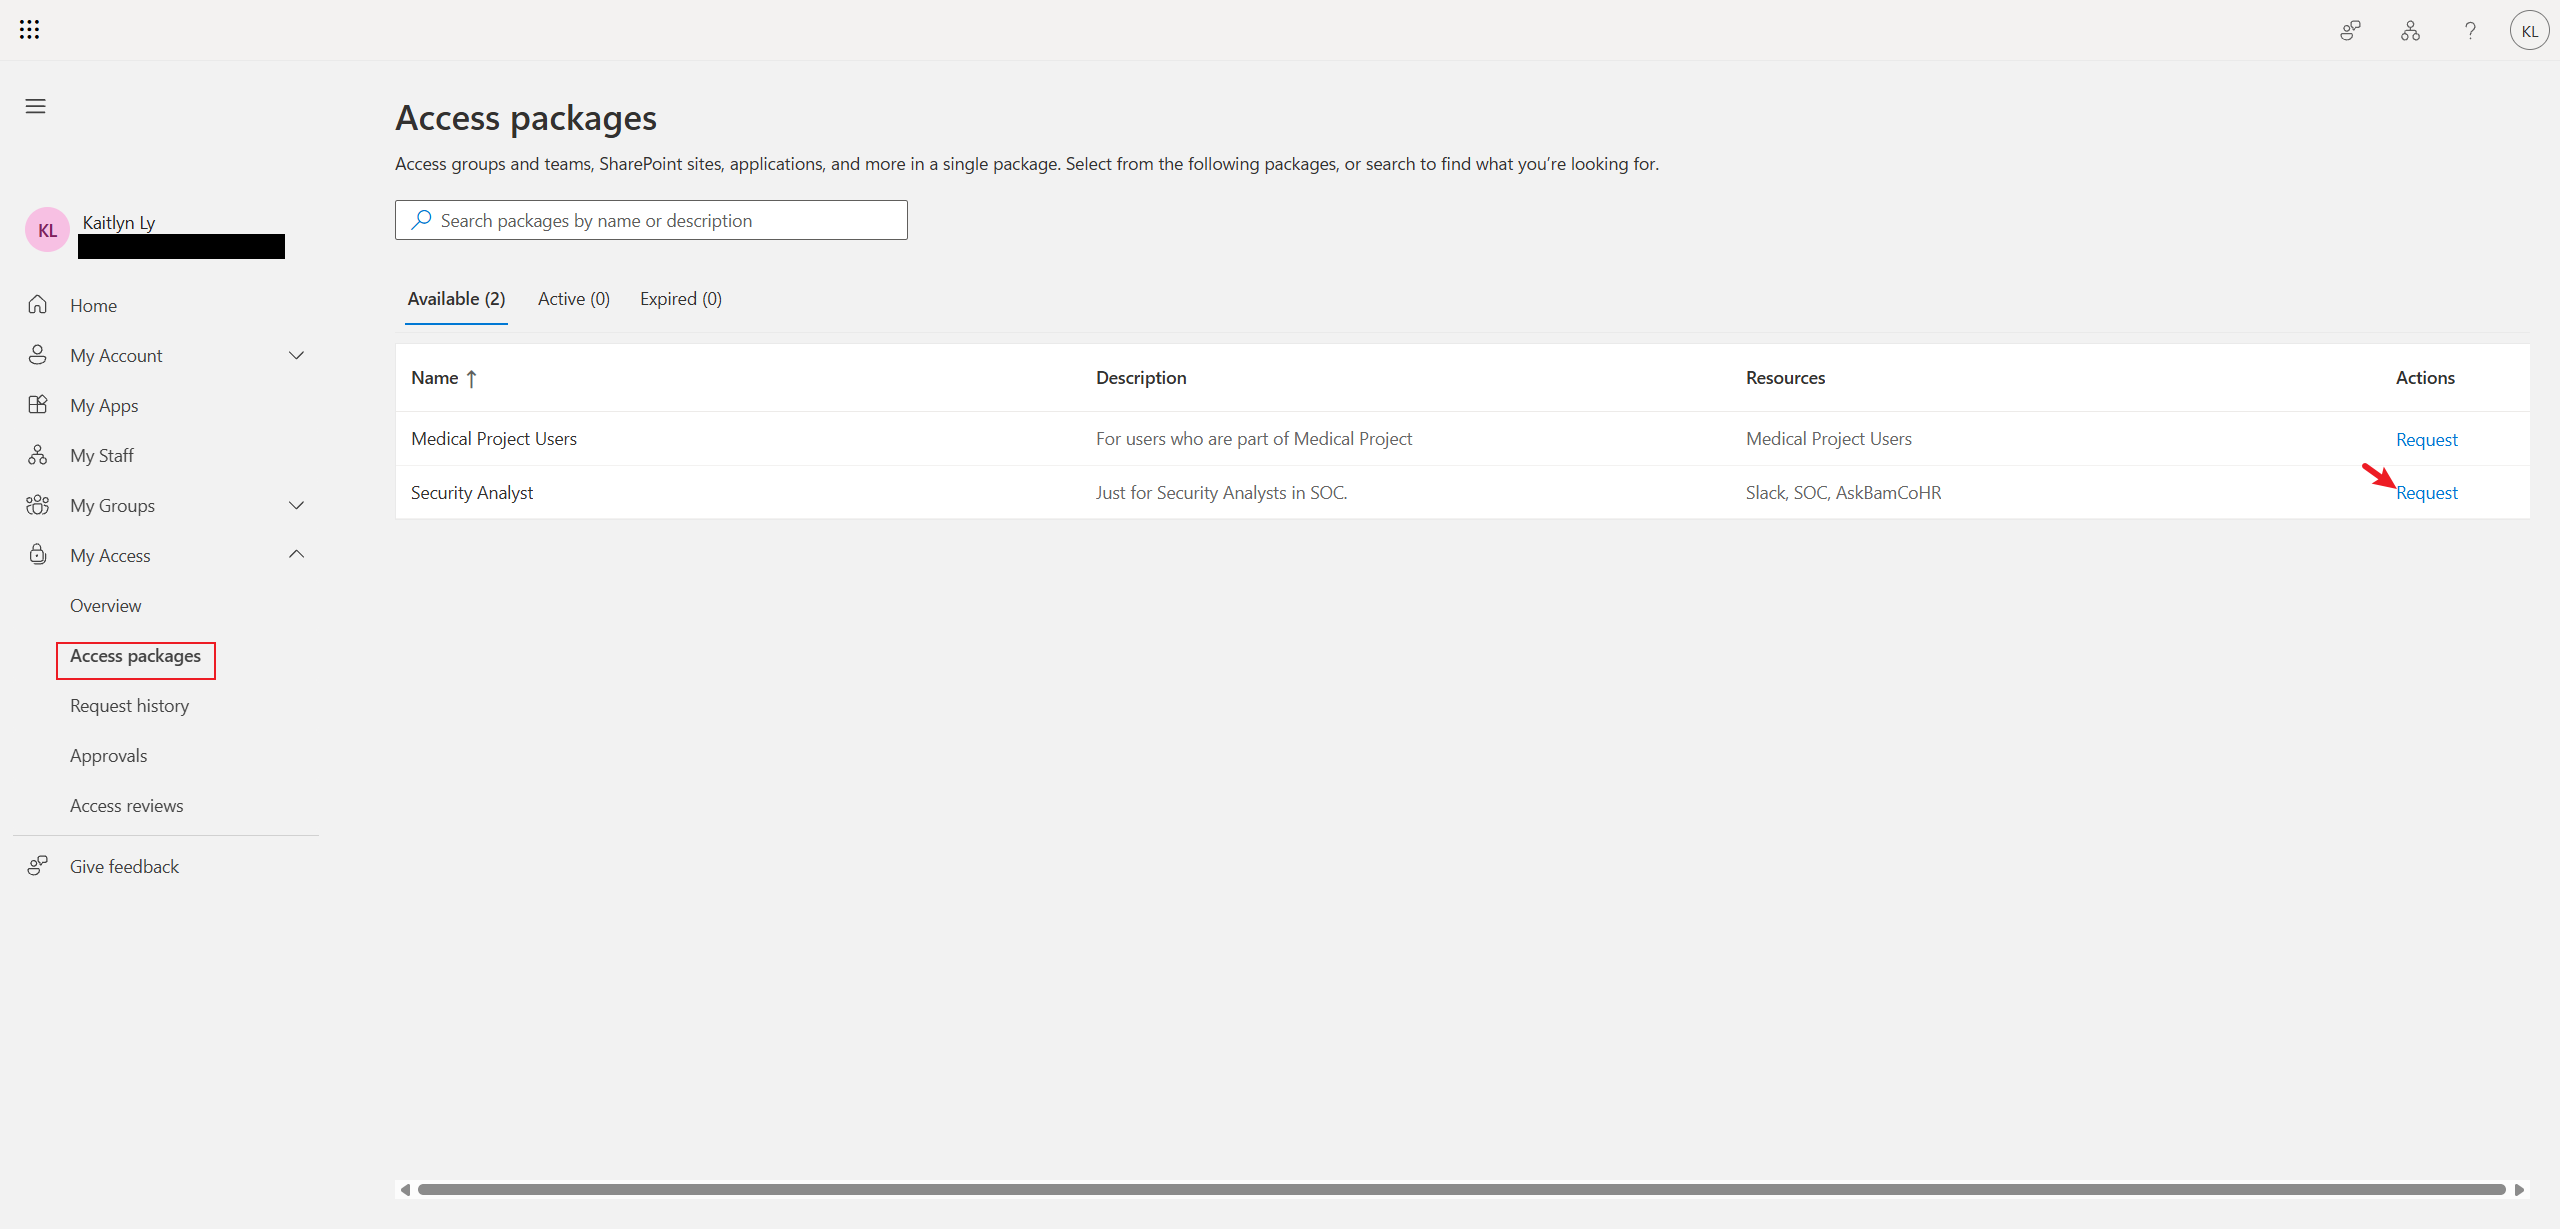 KL
Access packages
Access groups and teams, SharePoint sites, applications, and more in a single package. Select from the following packages, or search to find what you're looking for.
KL
Kaitlyn Ly
Search packages by name or description
Home
My Account
My Apps
My Staff
My Groups
My Access
Overview
Access packages
Request history
Approvals
Access reviews
Give feedback
Available (2) Active (0) Expired (0)
Name ↑ Description Resources Actions
Medical Project Users For users who are part of Medical Project Medical Project Users Request
Security Analyst Just for Security Analysts in SOC. Slack, SOC, AskBamCoHR Request